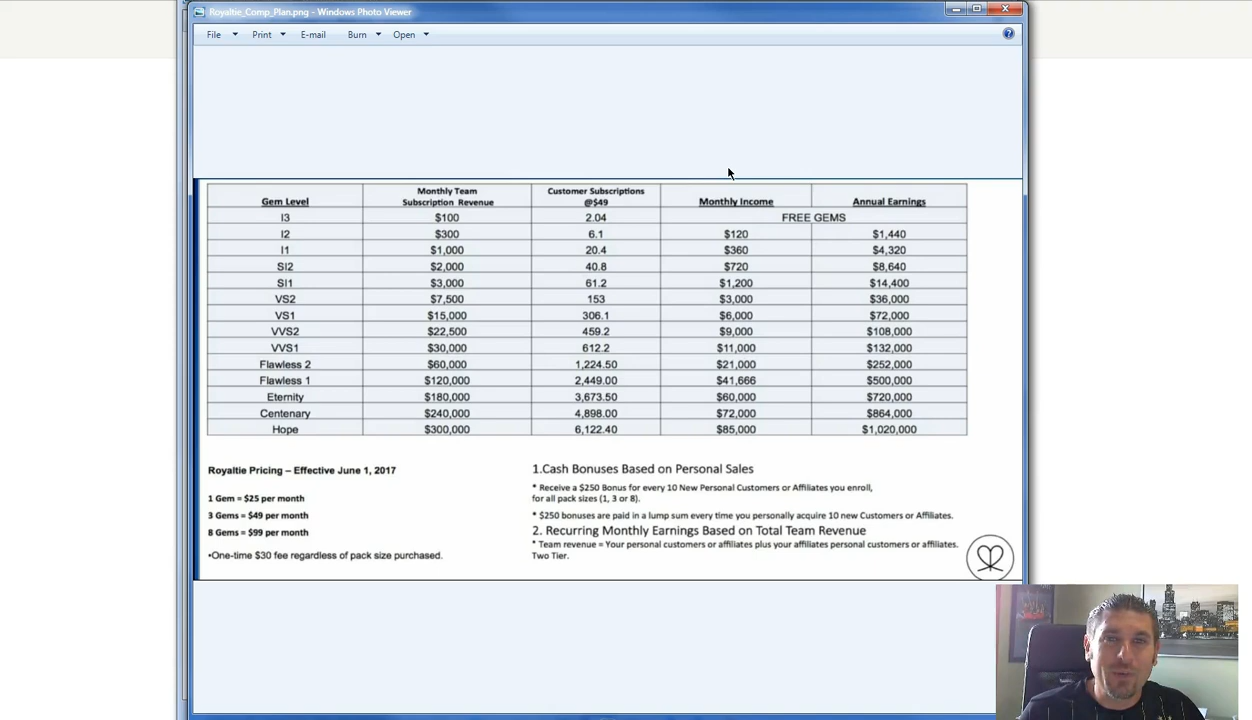 Royaltie_Comp_Plan.png - Windows Photo Viewer
File Print E-mail Burn Open
Gem Level Monthly Team Subscription Revenue Customer Subscriptions @$49 Monthly Income Annual Earnings
I3 $100 2.04 FREE GEMS
I2 $300 6.1 $120 $1,440
I1 $1,000 20.4 $360 $4,320
SI2 $2,000 40.8 $720 $8,640
SI1 $3,000 61.2 $1,200 $14,400
VS2 $7,500 153 $3,000 $36,000
VS1 $15,000 306.1 $6,000 $72,000
VVS2 $22,500 459.2 $9,000 $108,000
VVS1 $30,000 612.2 $11,000 $132,000
Flawless 2 $60,000 1,224.50 $21,000 $252,000
Flawless 1 $120,000 2,449.00 $41,666 $500,000
Eternity $180,000 3,673.50 $60,000 $720,000
Centenary $240,000 4,898.00 $72,000 $864,000
Hope $300,000 6,122.40 $85,000 $1,020,000
Royaltie Pricing – Effective June 1, 2017
1 Gem = $25 per month
3 Gems = $49 per month
8 Gems = $99 per month
•One-time $30 fee regardless of pack size purchased.
1.Cash Bonuses Based on Personal Sales
* Receive a $250 Bonus for every 10 New Personal Customers or Affiliates you enroll,
for all pack sizes (1, 3 or 8).
* $250 bonuses are paid in a lump sum every time you personally acquire 10 new Customers or Affiliates.
2. Recurring Monthly Earnings Based on Total Team Revenue
* Team revenue = Your personal customers or affiliates plus your affiliates personal customers or affiliates.
Two Tier.